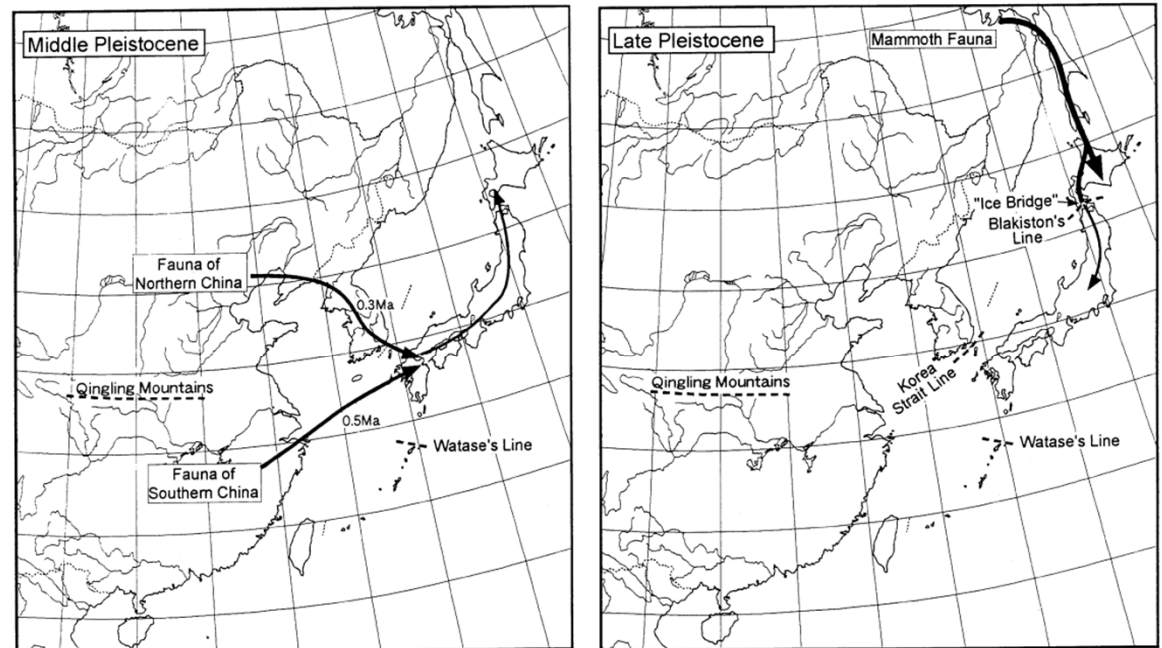 Middle Pleistocene
Fauna of
Northern China
0.3Ma
Qingling Mountains
0.5Ma
Watase's Line
Fauna of
Southern China
Late Pleistocene
Mammoth Fauna
"Ice Bridge"
Blakiston's
Line
Korea
Strait Line
Qingling Mountains
Watase's Line